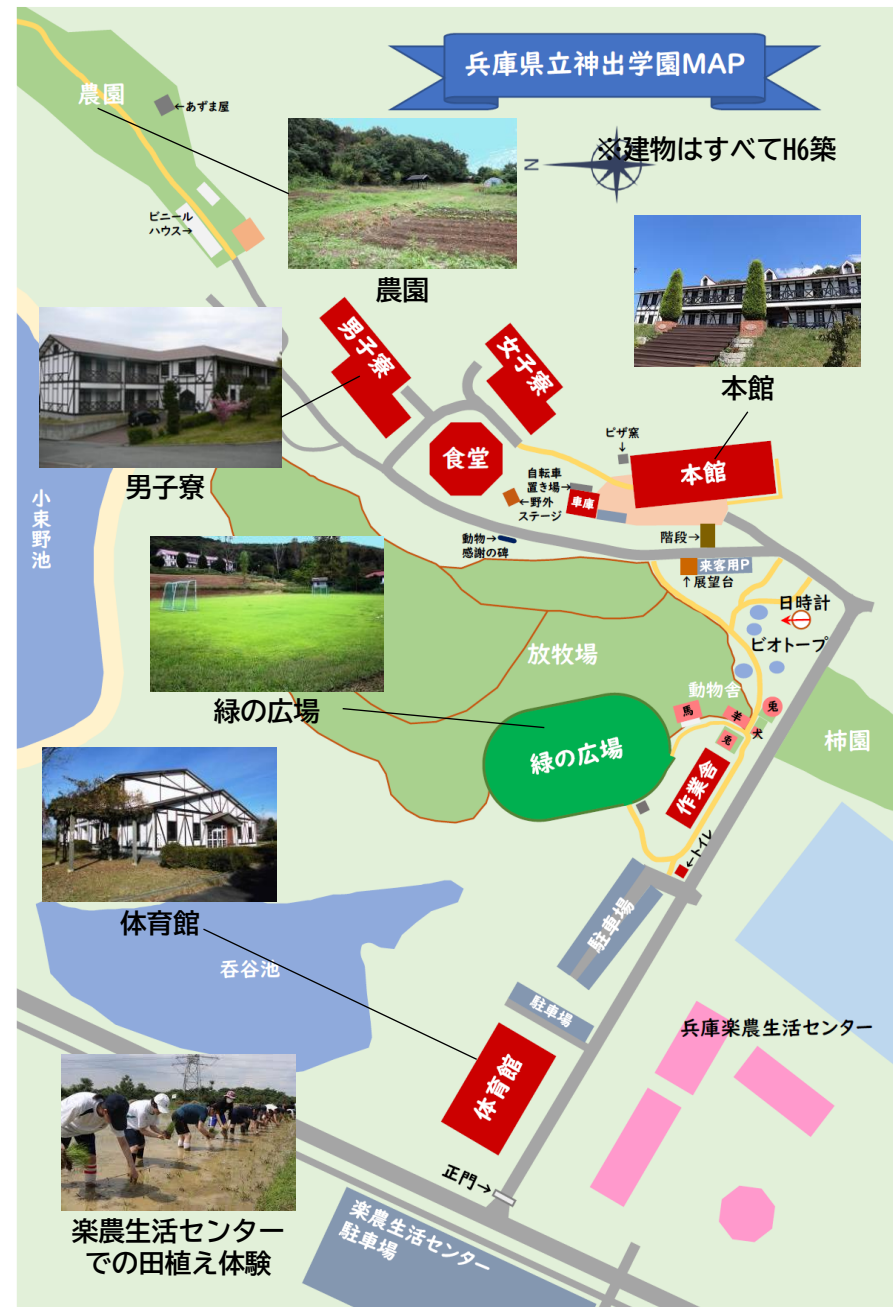 兵庫県立神出学園MAP
※建物はすべてH6築
N
農園
←あずま屋
ビニール
ハウス→
農園
本館
男子寮
女子寮
食堂
ピザ窯
↓
本館
自転車
置き場→
車庫
←野外
ステージ
男子寮
小束野池
動物→
感謝の碑
階段→
来客用P
↑展望台
日時計
ビオトープ
放牧場
動物舎
馬
羊
兎
犬
兎
緑の広場
緑の広場
柿園
作業舎
←トイレ
体育館
駐車場
呑谷池
駐車場
兵庫楽農生活センター
体育館
正門→
楽農生活センター
駐車場
楽農生活センター
での田植え体験